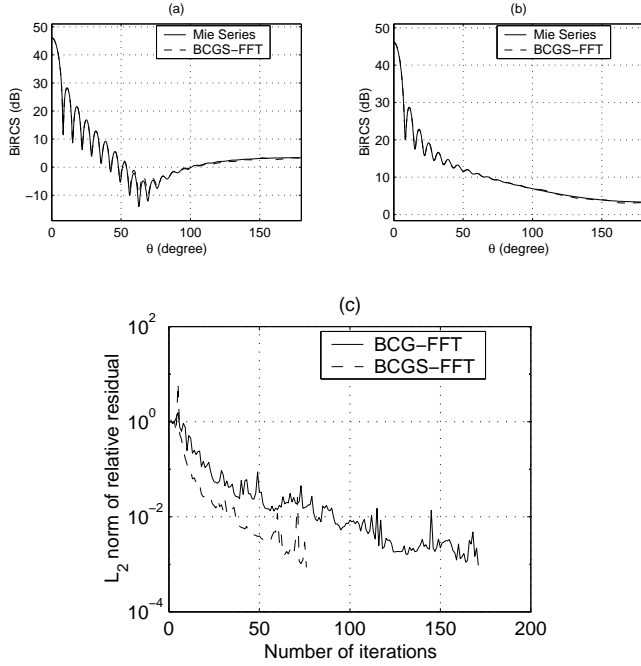 (a)
BiRCS (dB)
50
40
30
20
10
0
−10
Mie Series
BCGS−FFT
0
50
100
150
θ (degree)
(b)
BiRCS (dB)
50
40
30
20
10
0
Mie Series
BCGS−FFT
0
50
100
150
θ (degree)
(c)
L2 norm of relative residual
10^2
10^0
10^−2
10^−4
BCG−FFT
BCGS−FFT
0
50
100
150
200
Number of iterations